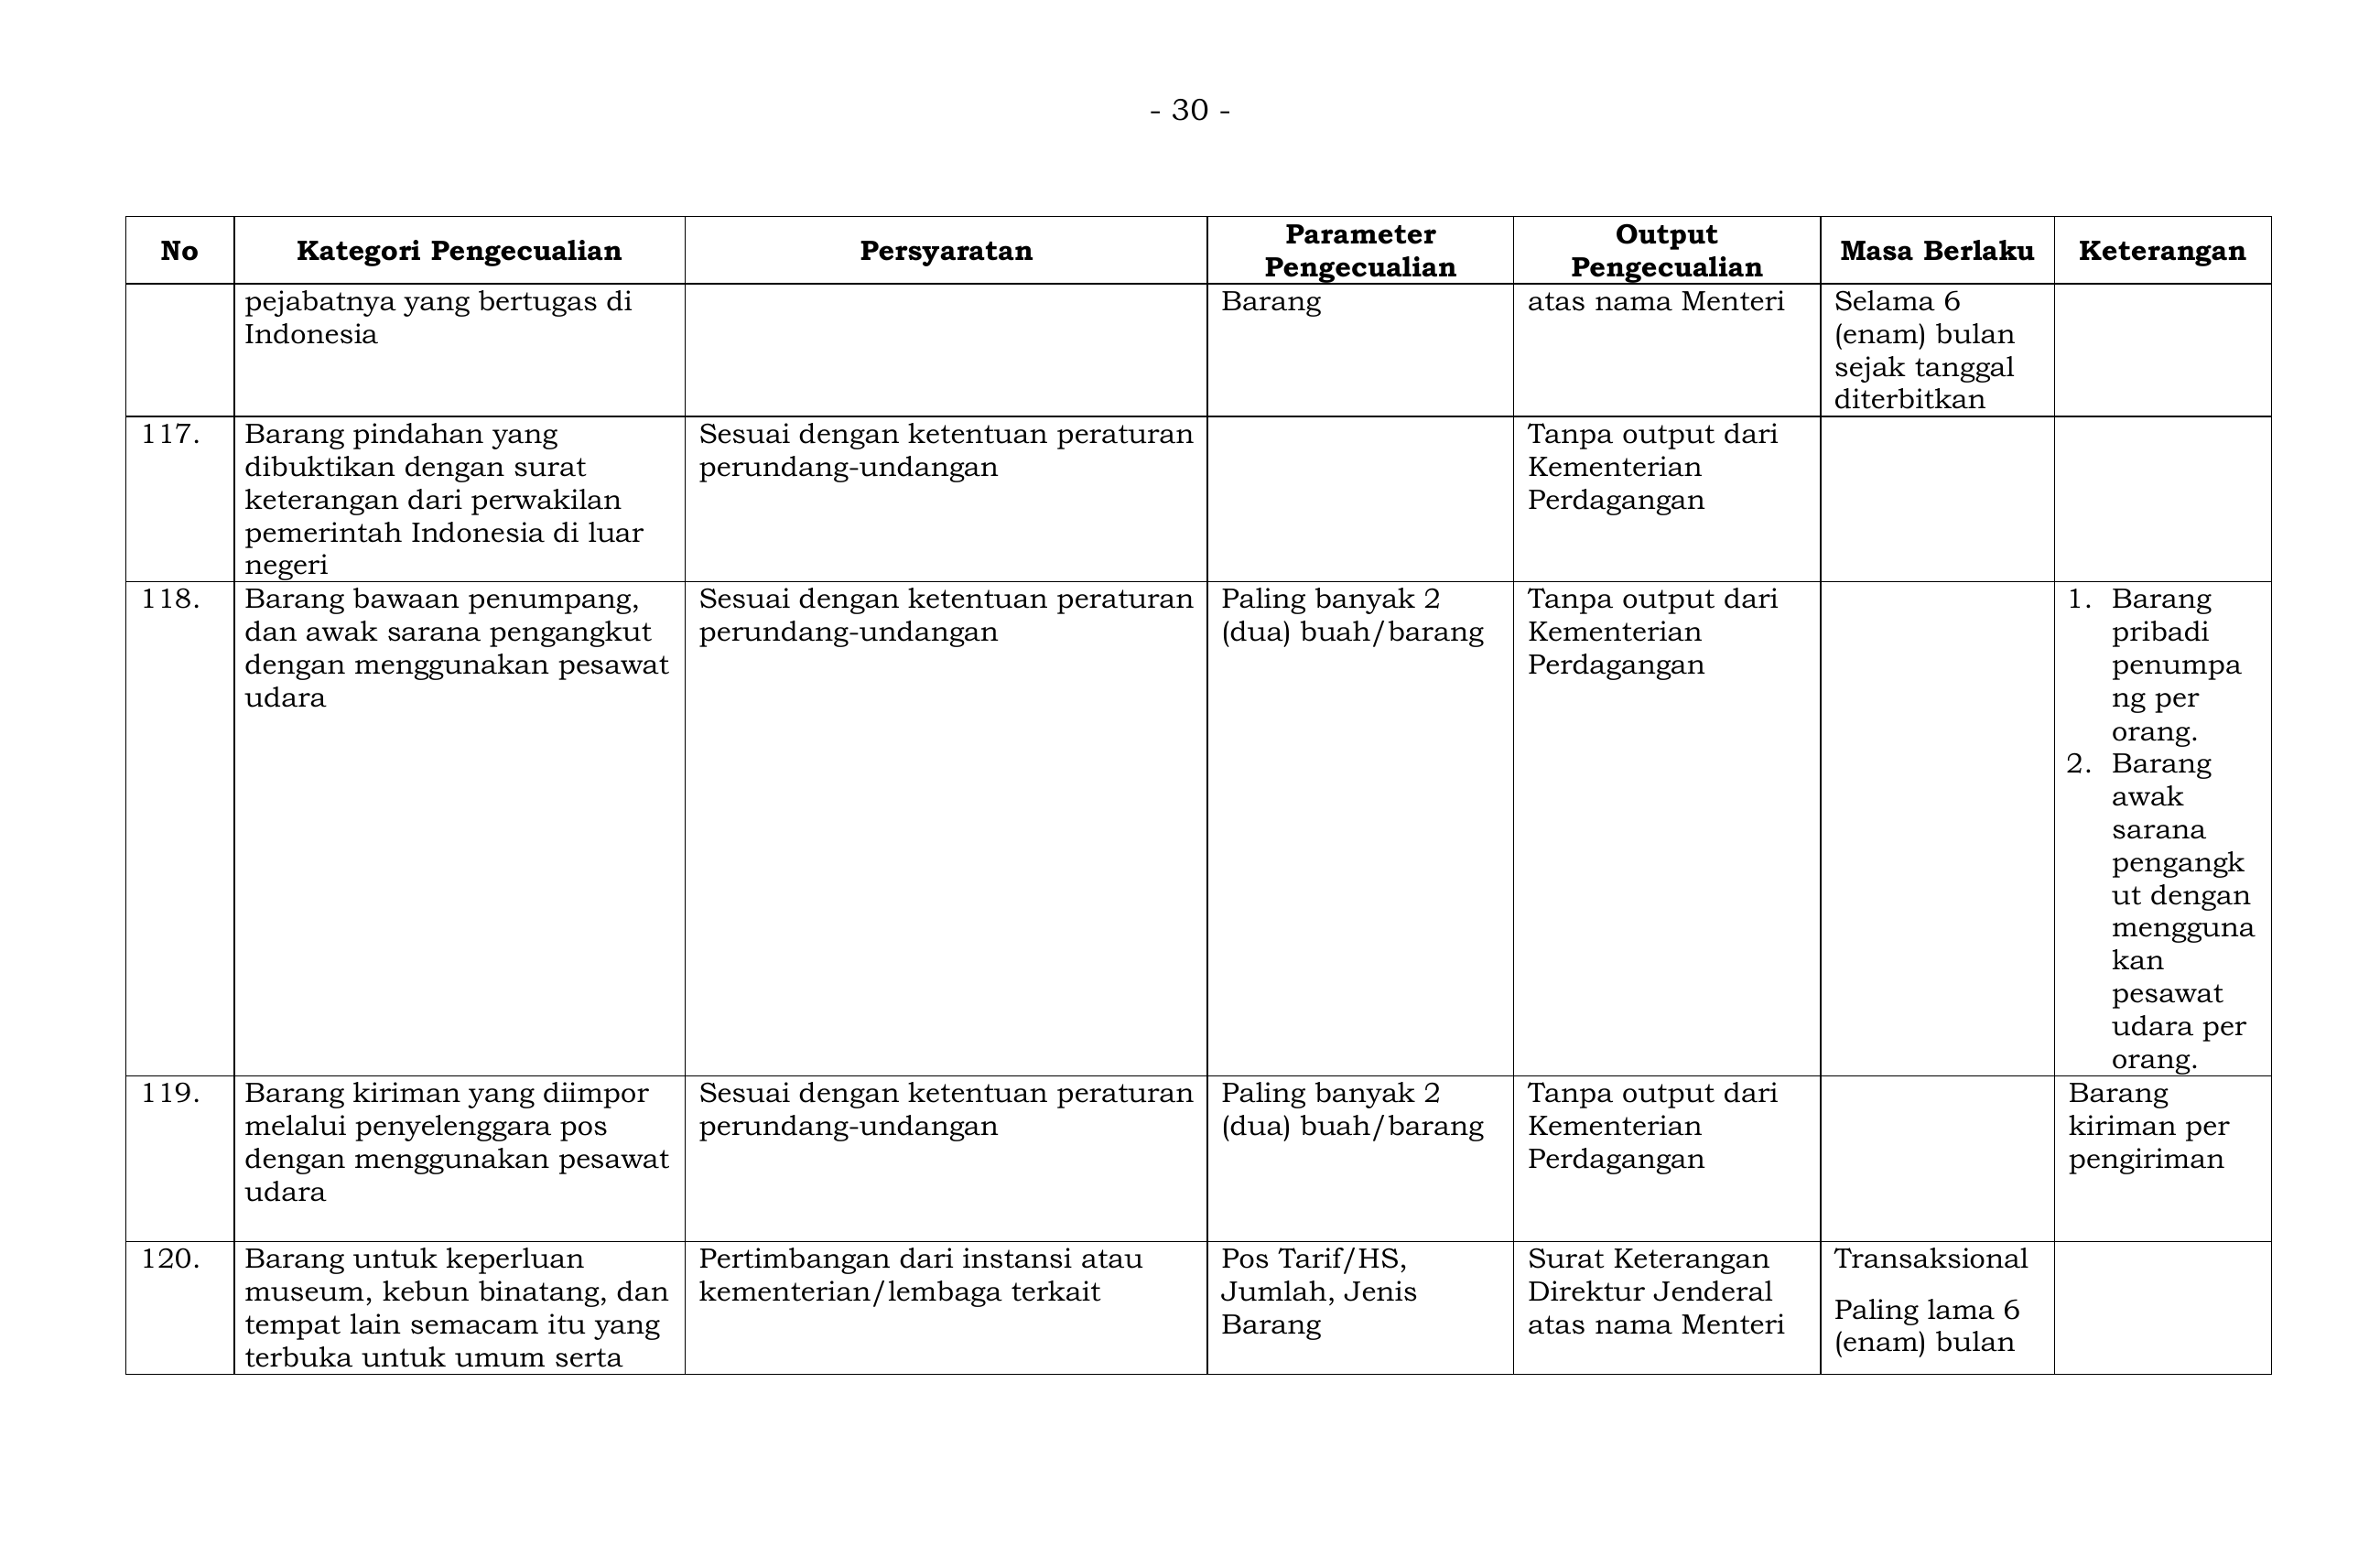 - 30 -
No
Kategori Pengecualian
Persyaratan
Parameter
Pengecualian
Output
Pengecualian
Masa Berlaku
Keterangan
pejabatnya yang bertugas di
Indonesia
Barang
atas nama Menteri
Selama 6
(enam) bulan
sejak tanggal
diterbitkan
117.
Barang pindahan yang
dibuktikan dengan surat
keterangan dari perwakilan
pemerintah Indonesia di luar
negeri
Sesuai dengan ketentuan peraturan
perundang-undangan
Tanpa output dari
Kementerian
Perdagangan
118.
Barang bawaan penumpang,
dan awak sarana pengangkut
dengan menggunakan pesawat
udara
Sesuai dengan ketentuan peraturan
perundang-undangan
Paling banyak 2
(dua) buah/barang
Tanpa output dari
Kementerian
Perdagangan
1. Barang
pribadi
penumpa
ng per
orang.
2. Barang
awak
sarana
pengangk
ut dengan
mengguna
kan
pesawat
udara per
orang.
119.
Barang kiriman yang diimpor
melalui penyelenggara pos
dengan menggunakan pesawat
udara
Sesuai dengan ketentuan peraturan
perundang-undangan
Paling banyak 2
(dua) buah/barang
Tanpa output dari
Kementerian
Perdagangan
Barang
kiriman per
pengiriman
120.
Barang untuk keperluan
museum, kebun binatang, dan
tempat lain semacam itu yang
terbuka untuk umum serta
Pertimbangan dari instansi atau
kementerian/lembaga terkait
Pos Tarif/HS,
Jumlah, Jenis
Barang
Surat Keterangan
Direktur Jenderal
atas nama Menteri
Transaksional
Paling lama 6
(enam) bulan